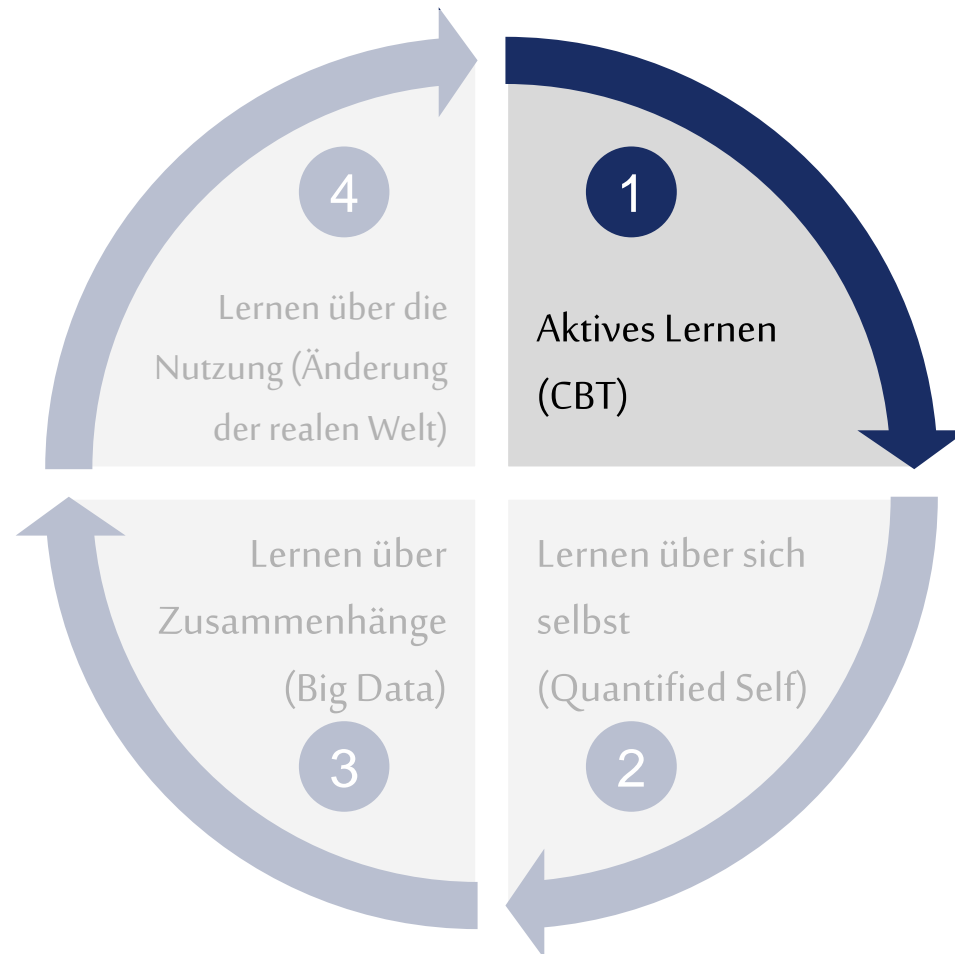 1
Aktives Lernen
(CBT)
Lernen über sich
selbst
(Quantified Self)
2
Lernen über
Zusammenhänge
(Big Data)
3
4
Lernen über die
Nutzung (Änderung
der realen Welt)